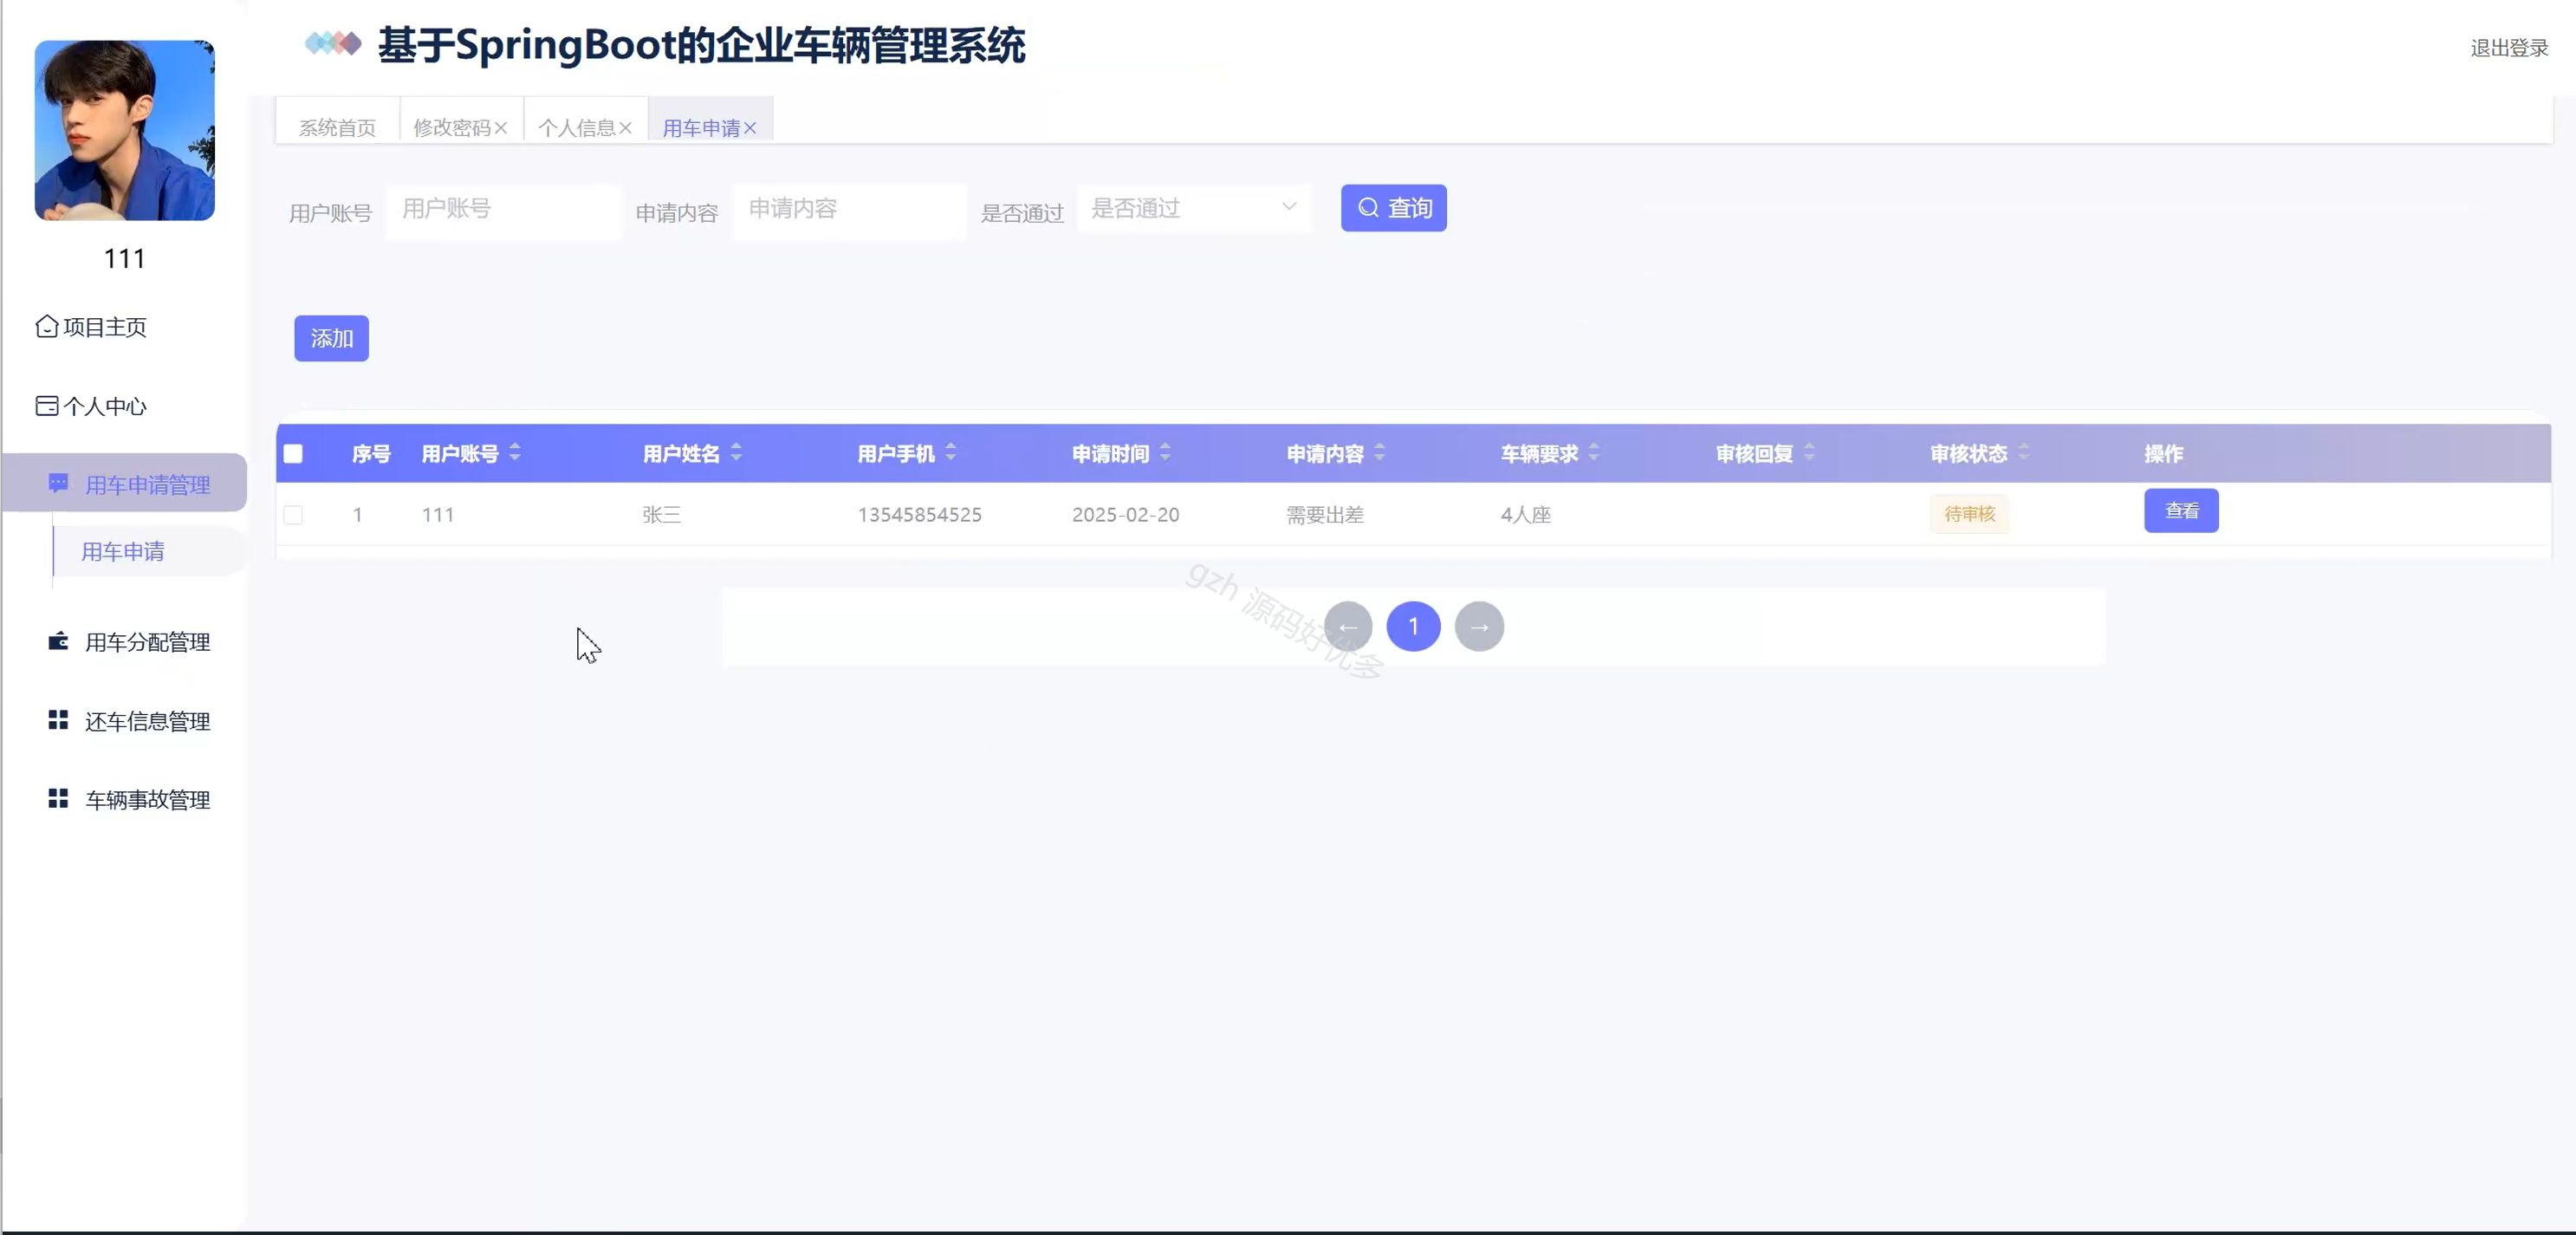 基于SpringBoot的企业车辆管理系统
退出登录
111
项目主页
个人中心
用车申请管理
用车申请
用车分配管理
还车信息管理
车辆事故管理
系统首页 修改密码 个人信息 用车申请
用户账号 用户账号 申请内容 申请内容 是否通过 是否通过 查询
添加
序号 用户账号 用户姓名 用户手机 申请时间 申请内容 车辆要求 审核回复 审核状态 操作
1 111 张三 13545854525 2025-02-20 需要出差 4人座 待审核 查看
← 1 →
gzh 源码好优多